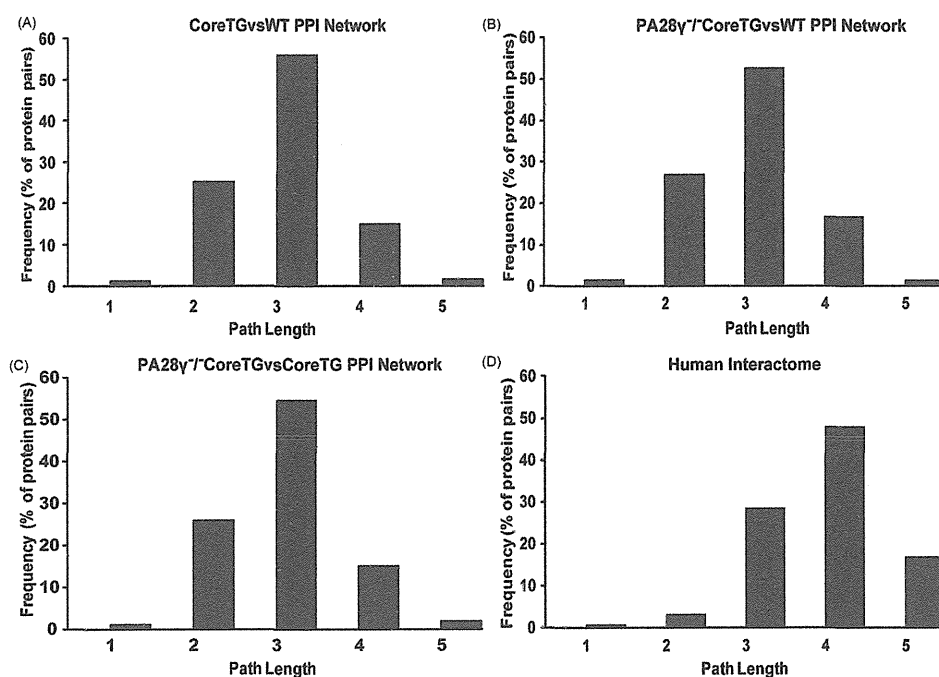 (A)
CoreTGvsWT PPI Network
Frequency (% of protein pairs)
60
50
40
30
20
10
0
1 2 3 4 5
Path Length
(B)
PA28γ⁻/⁻CoreTGvsWT PPI Network
Frequency (% of protein pairs)
60
50
40
30
20
10
0
1 2 3 4 5
Path Length
(C)
PA28γ⁻/⁻CoreTGvsCoreTG PPI Network
Frequency (% of protein pairs)
60
50
40
30
20
10
0
1 2 3 4 5
Path Length
(D)
Human Interactome
Frequency (% of protein pairs)
60
50
40
30
20
10
0
1 2 3 4 5
Path Length